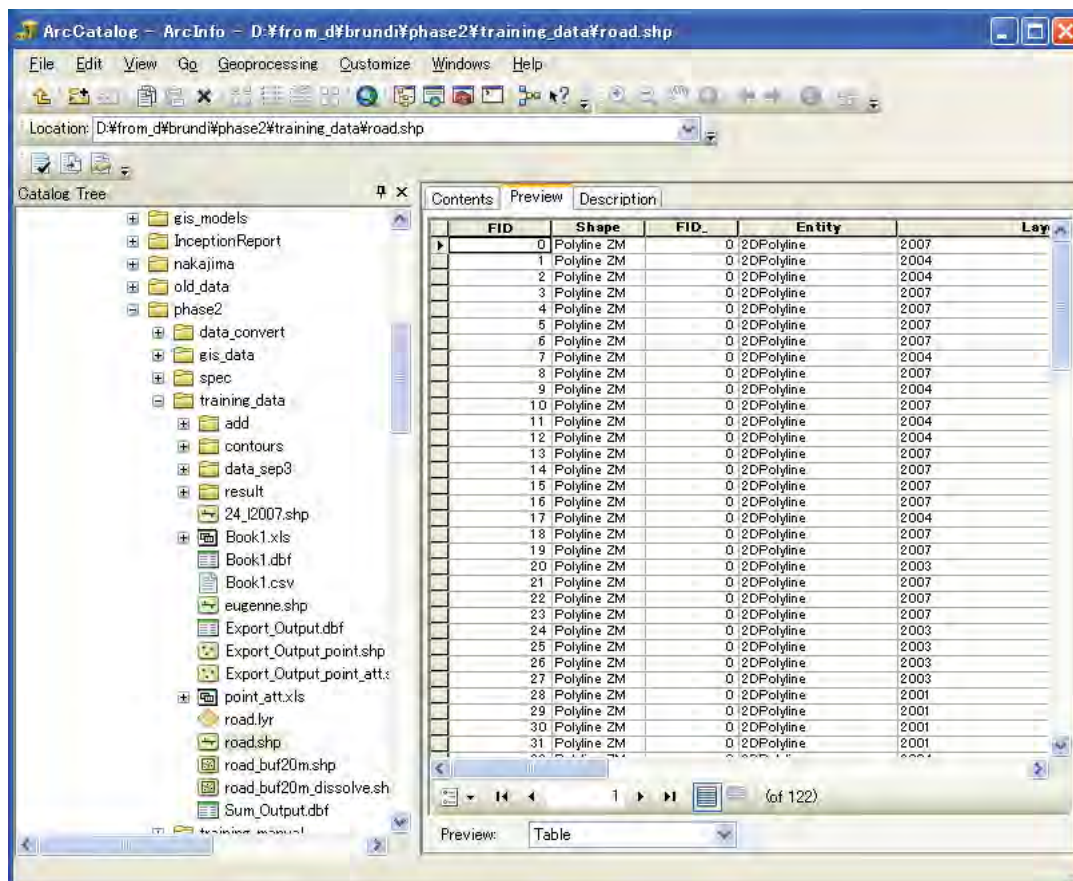 ArcCatalog - ArcInfo - D:¥from_d¥brundi¥phase2¥training_data¥road.shp
File Edit View Go Geoprocessing Customize Windows Help
Location: D:¥from_d¥brundi¥phase2¥training_data¥road.shp
Catalog Tree
gis_models
InceptionReport
nakajima
old_data
phase2
data_convert
gis_data
spec
training_data
add
contours
data_sep3
result
24_l2007.shp
Book1.xls
Book1.dbf
Book1.csv
eugenne.shp
Export_Output.dbf
Export_Output_point.shp
Export_Output_point_att.s
point_att.xls
road.lyr
road.shp
road_buf20m.shp
road_buf20m_dissolve.sh
Sum_Output.dbf
training_manual
Contents Preview Description
FID Shape FID_ Entity Lay
0 Polyline ZM 0 2DPolyline 2007
1 Polyline ZM 0 2DPolyline 2004
2 Polyline ZM 0 2DPolyline 2004
3 Polyline ZM 0 2DPolyline 2007
4 Polyline ZM 0 2DPolyline 2007
5 Polyline ZM 0 2DPolyline 2007
6 Polyline ZM 0 2DPolyline 2007
7 Polyline ZM 0 2DPolyline 2004
8 Polyline ZM 0 2DPolyline 2007
9 Polyline ZM 0 2DPolyline 2004
10 Polyline ZM 0 2DPolyline 2007
11 Polyline ZM 0 2DPolyline 2004
12 Polyline ZM 0 2DPolyline 2004
13 Polyline ZM 0 2DPolyline 2007
14 Polyline ZM 0 2DPolyline 2007
15 Polyline ZM 0 2DPolyline 2007
16 Polyline ZM 0 2DPolyline 2007
17 Polyline ZM 0 2DPolyline 2004
18 Polyline ZM 0 2DPolyline 2007
19 Polyline ZM 0 2DPolyline 2007
20 Polyline ZM 0 2DPolyline 2003
21 Polyline ZM 0 2DPolyline 2007
22 Polyline ZM 0 2DPolyline 2007
23 Polyline ZM 0 2DPolyline 2007
24 Polyline ZM 0 2DPolyline 2003
25 Polyline ZM 0 2DPolyline 2003
26 Polyline ZM 0 2DPolyline 2003
27 Polyline ZM 0 2DPolyline 2003
28 Polyline ZM 0 2DPolyline 2001
29 Polyline ZM 0 2DPolyline 2001
30 Polyline ZM 0 2DPolyline 2001
31 Polyline ZM 0 2DPolyline 2001
1 (of 122)
Preview: Table